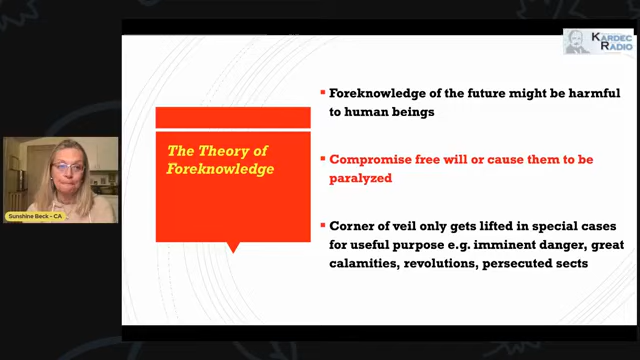 KARDEC
RADIO
Foreknowledge of the future might be harmful
to human beings
The Theory of
Foreknowledge
Compromise free will or cause them to be
paralyzed
Corner of veil only gets lifted in special cases
for useful purpose e.g. imminent danger, great
calamities, revolutions, persecuted sects
Sunshine Beck - CA